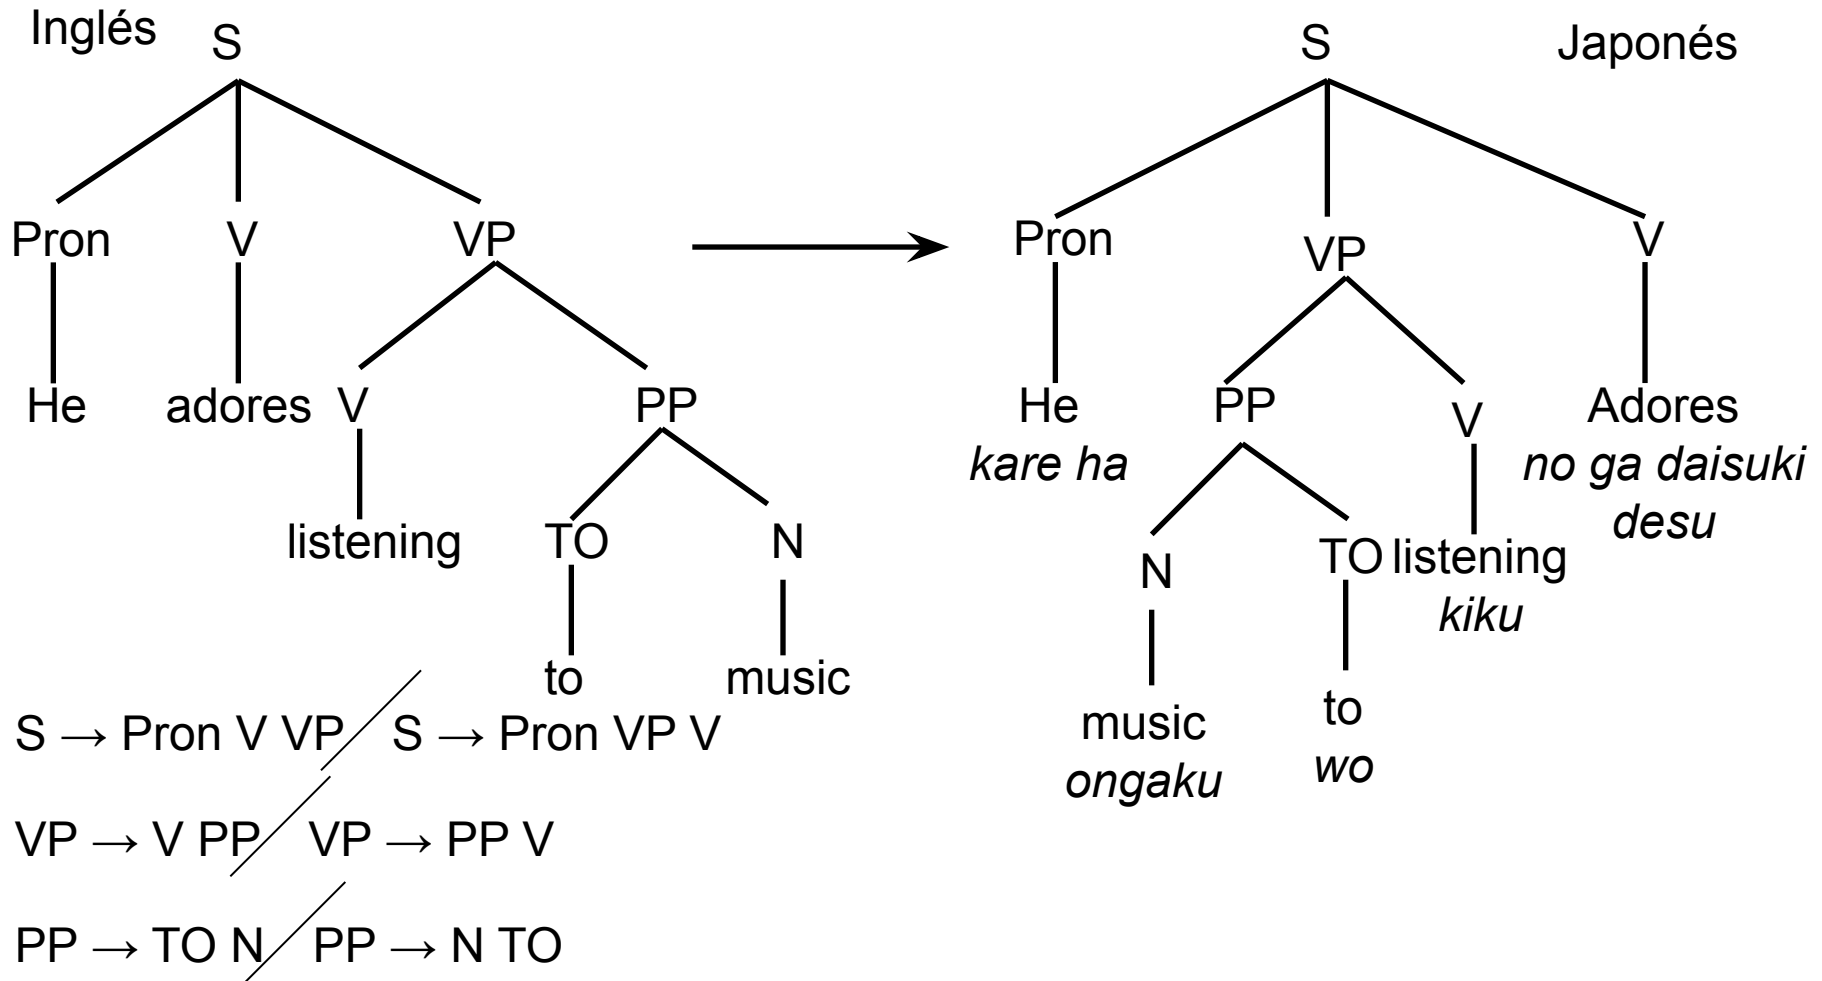 Inglés
S
S
Japonés
Pron
V
VP
Pron
VP
V
He
adores
V
PP
He
kare ha
PP
V
Adores
no ga daisuki
desu
listening
TO
N
N
TO
listening
kiku
to
music
music
ongaku
to
wo
S → Pron V VP / S → Pron VP V
VP → V PP / VP → PP V
PP → TO N / PP → N TO